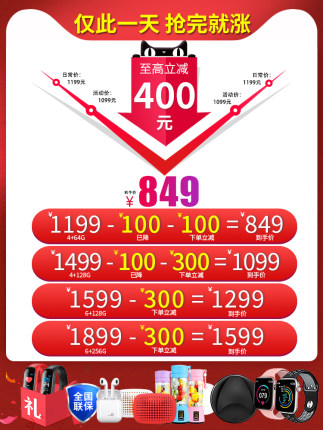 仅此一天 抢完就涨
至高立减
400
元
日常价:
1199元
活动价:
1099元
日常价:
1199元
活动价:
1099元
到手价
¥849
¥1199-¥100-¥100=¥849
4+64G 已降 下单立减 到手价
¥1499-¥100-¥300=¥1099
4+128G 已降 下单立减 到手价
¥1599-¥300=¥1299
6+128G 下单立减 到手价
¥1899-¥300=¥1599
6+256G 下单立减 到手价
礼
全国
联保